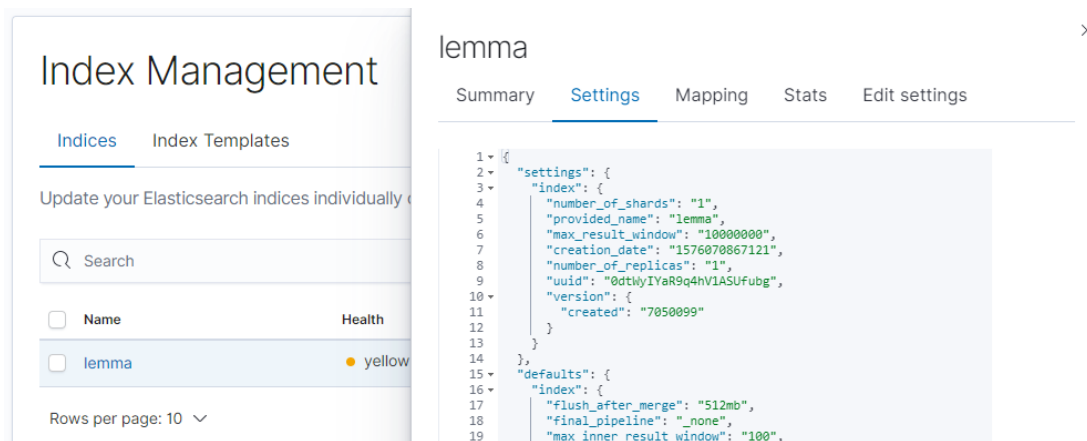 Index Management
Indices Index Templates
Update your Elasticsearch indices individually
Search
Name Health
lemma yellow
Rows per page: 10
lemma
Summary Settings Mapping Stats Edit settings
1 {
2 "settings": {
3 "index": {
4 "number_of_shards": "1",
5 "provided_name": "lemma",
6 "max_result_window": "10000000",
7 "creation_date": "1576070867121",
8 "number_of_replicas": "1",
9 "uuid": "0dtWyIYaR9q4hV1ASUfubg",
10 "version": {
11 "created": "7050099"
12 }
13 }
14 },
15 "defaults": {
16 "index": {
17 "flush_after_merge": "512mb",
18 "final_pipeline": "_none",
19 "max_inner_result_window": "100",